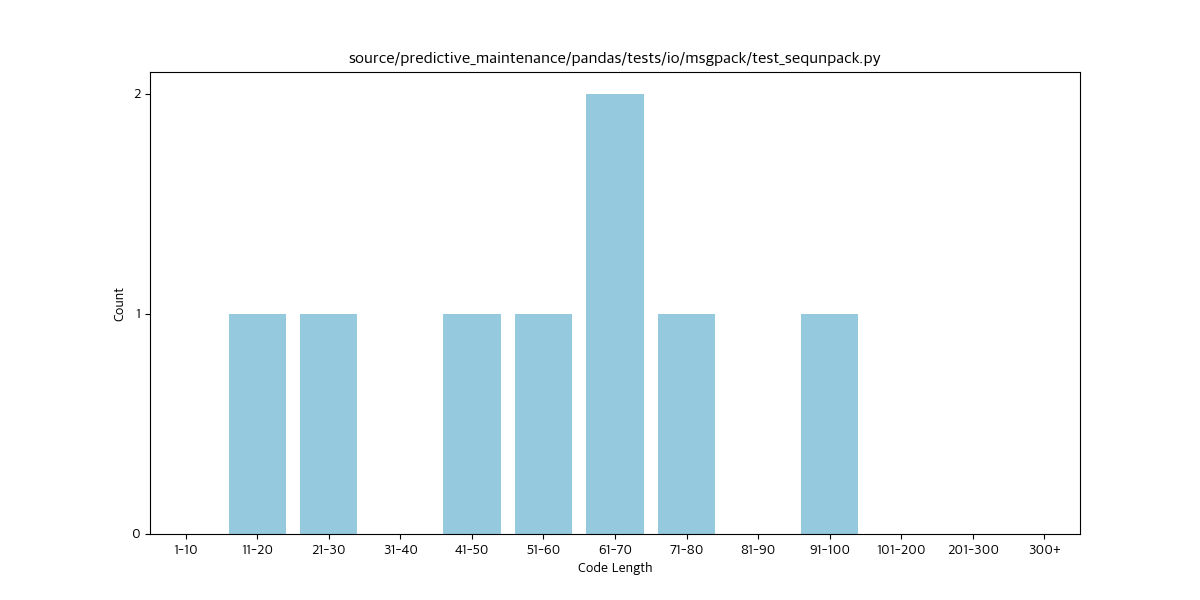 source/predictive_maintenance/pandas/tests/io/msgpack/test_sequnpack.py
2
1
0
Count
1-10 11-20 21-30 31-40 41-50 51-60 61-70 71-80 81-90 91-100 101-200 201-300 300+
Code Length